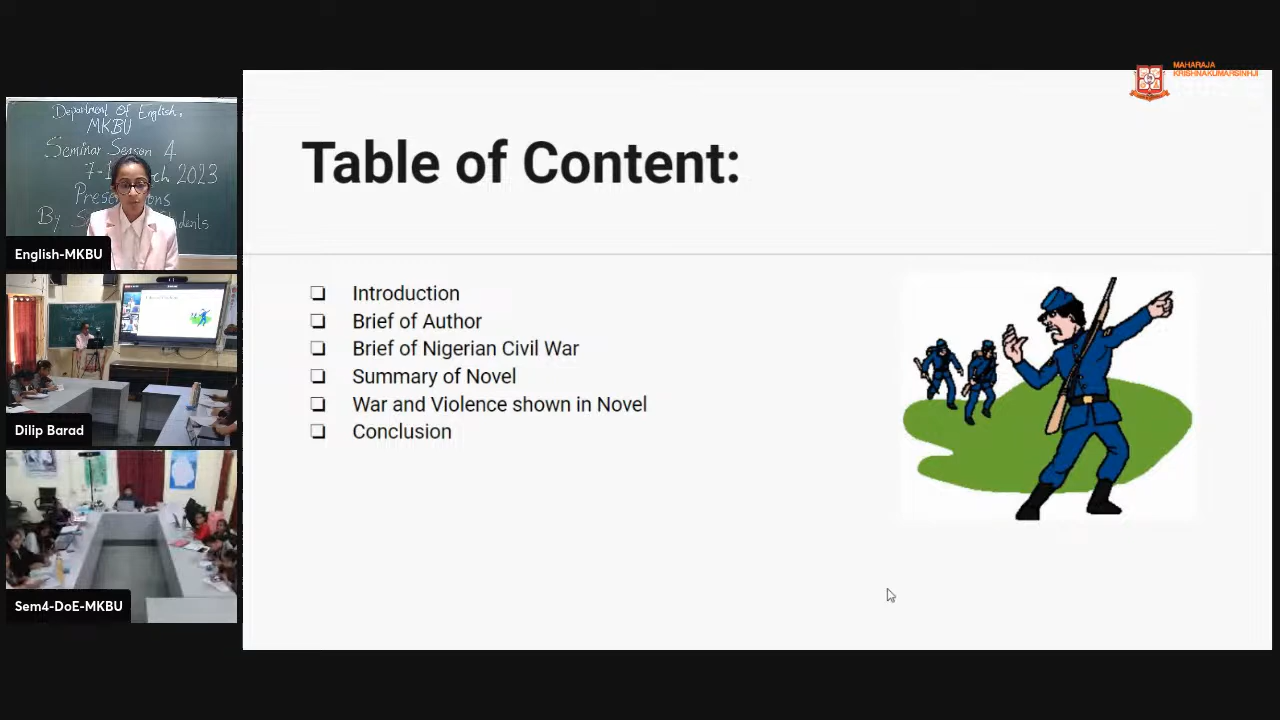 MAHARAJA
KRISHNAKUMARSINHJI
Department Of English,
MKBU
Seminar Season 4
2023
By
English-MKBU
Dilip Barad
Sem4-DoE-MKBU
Table of Content:
❏ Introduction
❏ Brief of Author
❏ Brief of Nigerian Civil War
❏ Summary of Novel
❏ War and Violence shown in Novel
❏ Conclusion